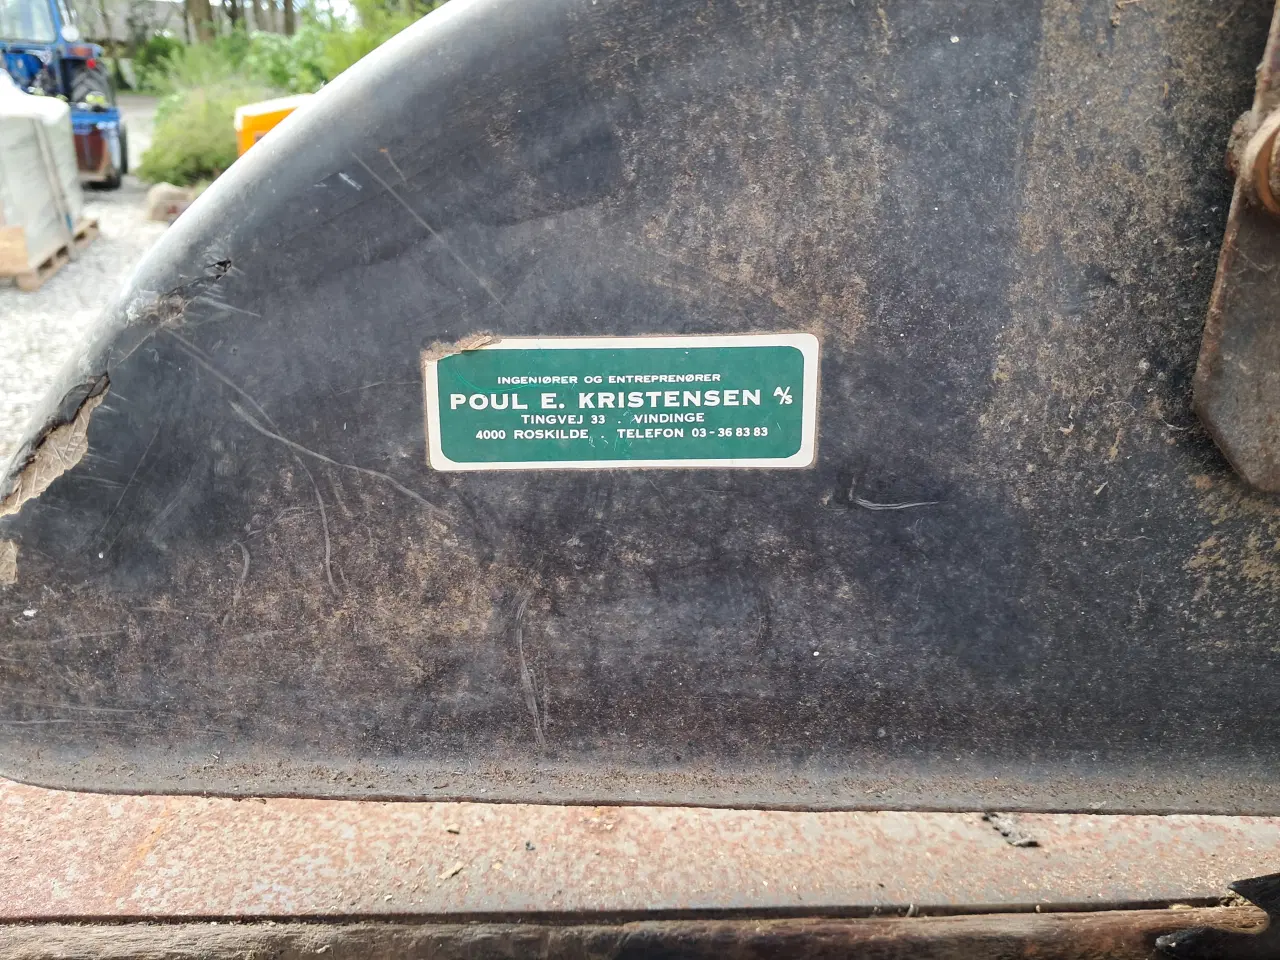 INGENIØRER OG ENTREPRENØRER
POUL E. KRISTENSEN A/S
TINGVEJ 33 . VINDINGE
4000 ROSKILDE . TELEFON 03-36 83 83